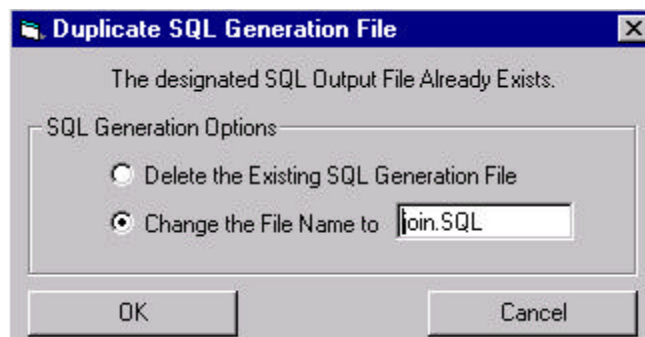 Duplicate SQL Generation File
The designated SQL Output File Already Exists.
SQL Generation Options
Delete the Existing SQL Generation File
Change the File Name to join.SQL
OK Cancel